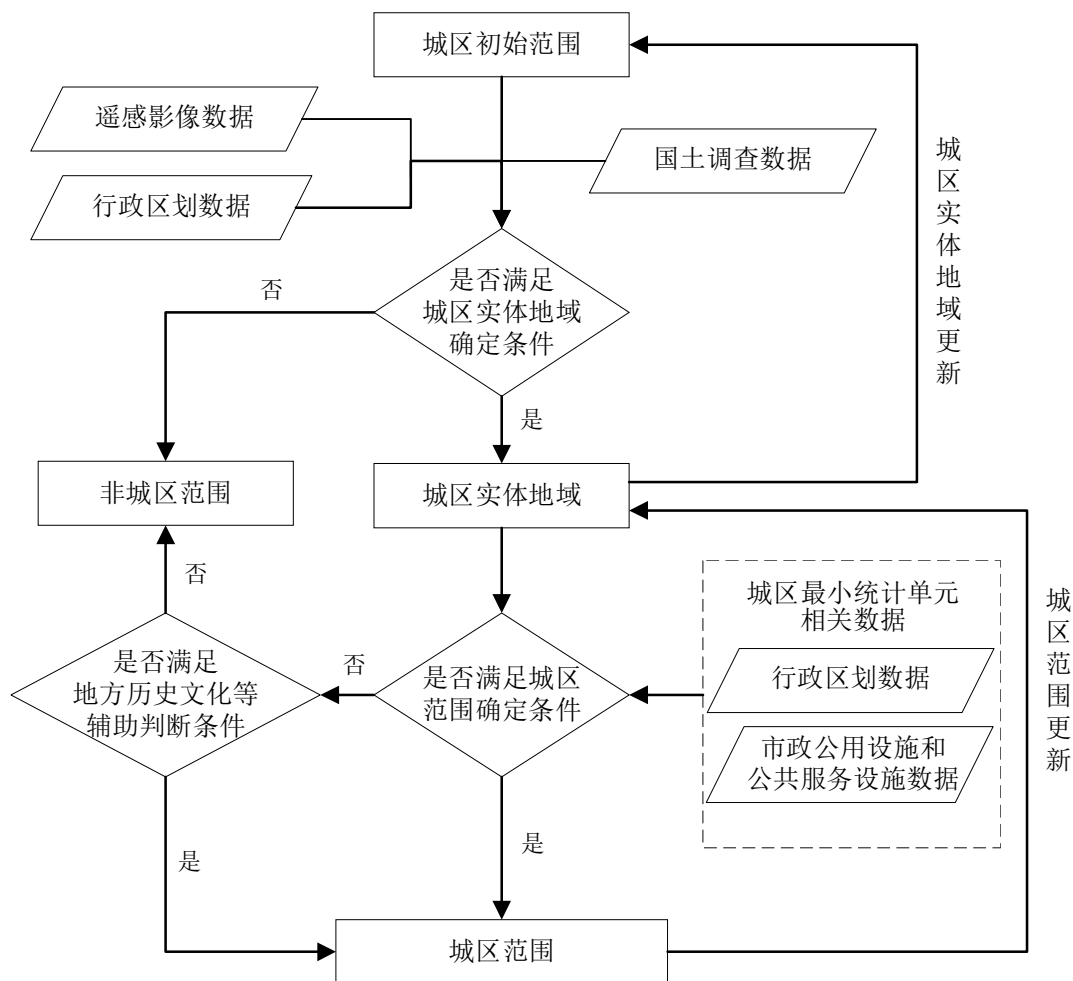 城区初始范围
遥感影像数据
国土调查数据
行政区划数据
城区实体地域更新
是否满足
城区实体地域
确定条件
否
是
非城区范围
城区实体地域
否
城区最小统计单元
相关数据
行政区划数据
市政公用设施和
公共服务设施数据
城区范围更新
是否满足
地方历史文化等
辅助判断条件
否
是否满足城区
范围确定条件
是
是
城区范围